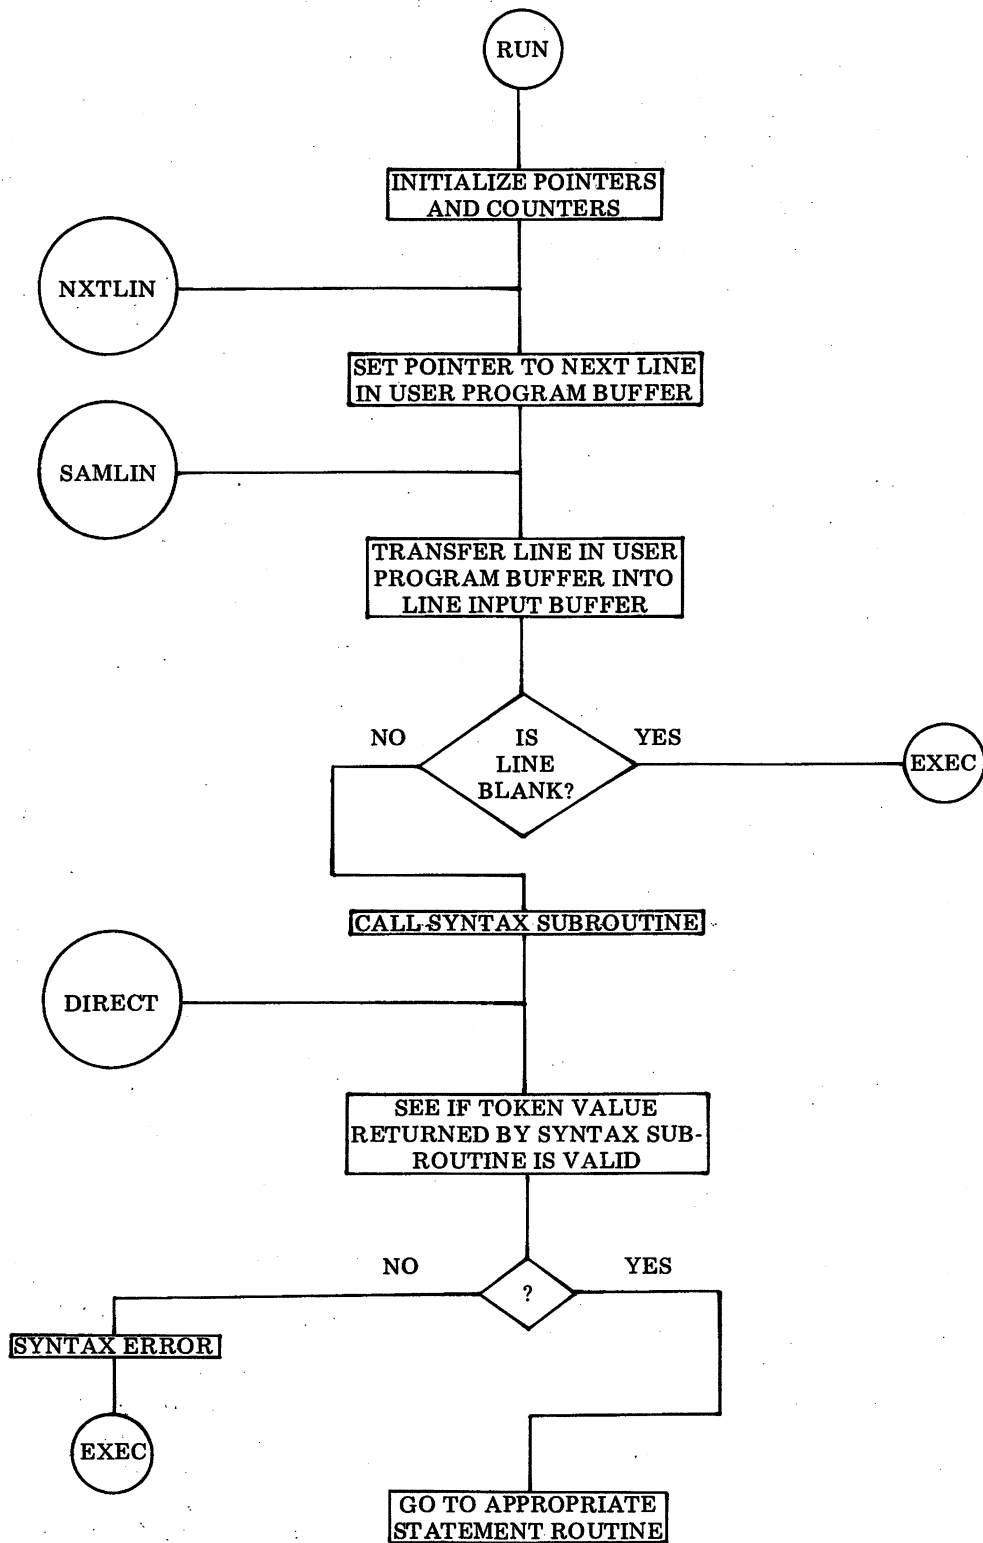 RUN
INITIALIZE POINTERS
AND COUNTERS
NXTLIN
SET POINTER TO NEXT LINE
IN USER PROGRAM BUFFER
SAMLIN
TRANSFER LINE IN USER
PROGRAM BUFFER INTO
LINE INPUT BUFFER
NO
IS
LINE
BLANK?
YES
EXEC
CALL SYNTAX SUBROUTINE
DIRECT
SEE IF TOKEN VALUE
RETURNED BY SYNTAX SUB-
ROUTINE IS VALID
NO
?
YES
SYNTAX ERROR
EXEC
GO TO APPROPRIATE
STATEMENT ROUTINE